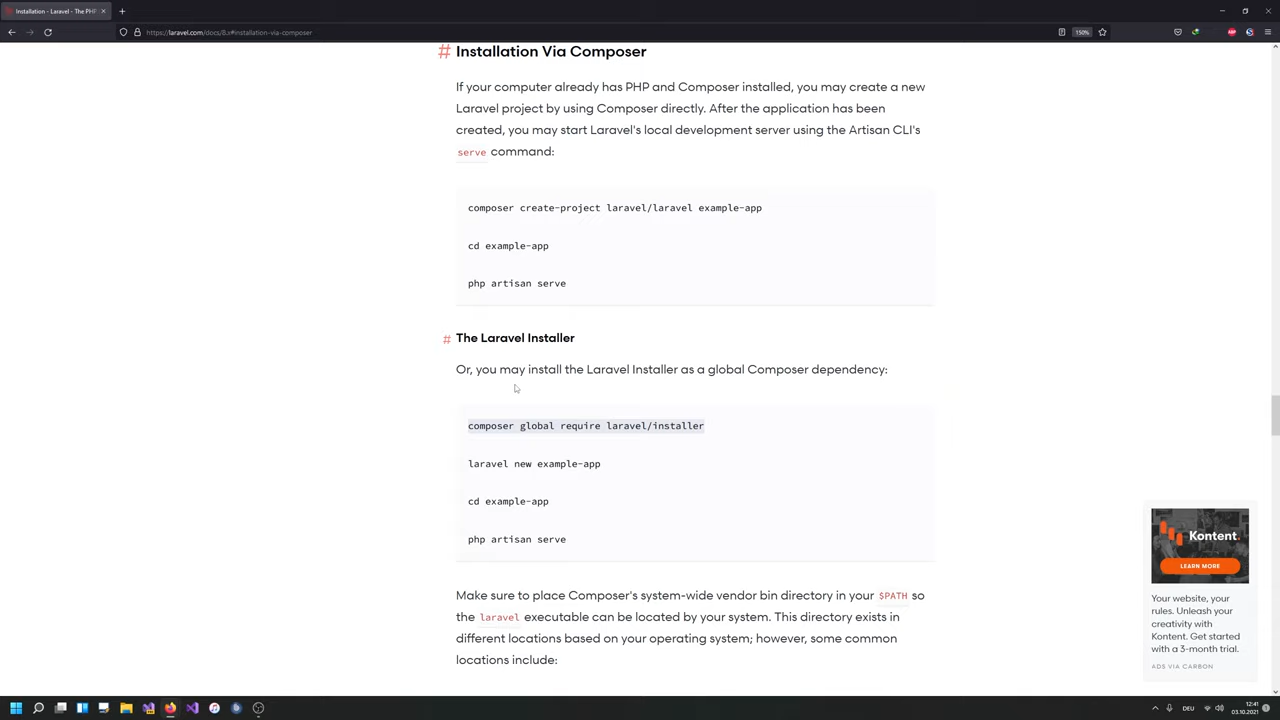 Installation - Laravel - The PHP
https://laravel.com/docs/8.x#installation-via-composer
150%
# Installation Via Composer
If your computer already has PHP and Composer installed, you may create a new
Laravel project by using Composer directly. After the application has been
created, you may start Laravel's local development server using the Artisan CLI's
serve command:
composer create-project laravel/laravel example-app
cd example-app
php artisan serve
# The Laravel Installer
Or, you may install the Laravel Installer as a global Composer dependency:
composer global require laravel/installer
laravel new example-app
cd example-app
php artisan serve
Make sure to place Composer's system-wide vendor bin directory in your $PATH so
the laravel executable can be located by your system. This directory exists in
different locations based on your operating system; however, some common
locations include:
Kontent.
LEARN MORE
Your website, your
rules. Unleash your
creativity with
Kontent. Get started
with a 3-month trial.
ADS VIA CARBON
DEU
12:41
03.10.2021